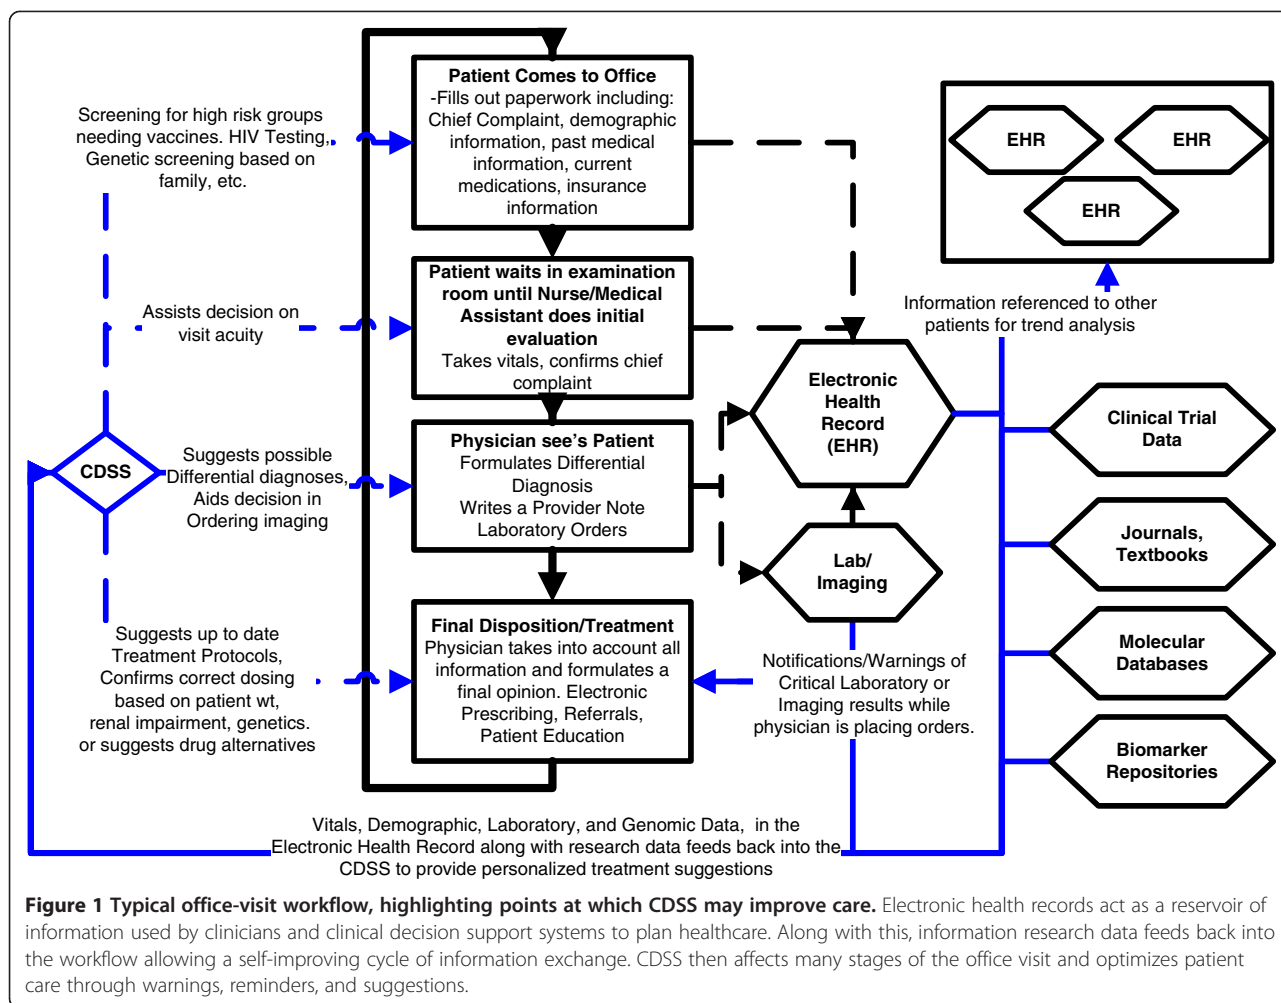 Patient Comes to Office
-Fills out paperwork including:
Chief Complaint, demographic
information, past medical
information, current
medications, insurance
information
Screening for high risk groups
needing vaccines. HIV Testing,
Genetic screening based on
family, etc.
EHR
EHR
EHR
Patient waits in examination
room until Nurse/Medical
Assistant does initial
evaluation
Takes vitals, confirms chief
complaint
Assists decision on
visit acuity
Information referenced to other
patients for trend analysis
Electronic
Health
Record
(EHR)
Clinical Trial
Data
CDSS
Suggests possible
Differential diagnoses,
Aids decision in
Ordering imaging
Physician see's Patient
Formulates Differential
Diagnosis
Writes a Provider Note
Laboratory Orders
Journals,
Textbooks
Lab/
Imaging
Suggests up to date
Treatment Protocols,
Confirms correct dosing
based on patient wt,
renal impairment, genetics.
or suggests drug alternatives
Final Disposition/Treatment
Physician takes into account all
information and formulates a
final opinion. Electronic
Prescribing, Referrals,
Patient Education
Notifications/Warnings of
Critical Laboratory or
Imaging results while
physician is placing orders.
Molecular
Databases
Biomarker
Repositories
Vitals, Demographic, Laboratory, and Genomic Data, in the
Electronic Health Record along with research data feeds back into the
CDSS to provide personalized treatment suggestions
Figure 1 Typical office-visit workflow, highlighting points at which CDSS may improve care. Electronic health records act as a reservoir of
information used by clinicians and clinical decision support systems to plan healthcare. Along with this, information research data feeds back into
the workflow allowing a self-improving cycle of information exchange. CDSS then affects many stages of the office visit and optimizes patient
care through warnings, reminders, and suggestions.